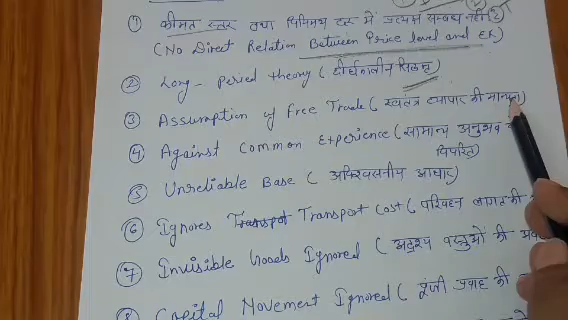 ① कीमत स्तर तथा विनिमय दर में प्रत्यक्ष सम्बन्ध नहीं
(No Direct Relation Between Price level and ER)
② Long-Period theory (दीर्घकालीन सिद्धान्त)
③ Assumption of Free Trade (स्वतंत्र व्यापार की मान्यता)
④ Against Common Experience (सामान्य अनुभव के
विपरित)
⑤ Unreliable Base (अविश्वसनीय आधार)
⑥ Ignores Transport Cost (परिवहन लागत की
⑦ Invisible Goods Ignored (अदृश्य वस्तुओं की
⑧ Capital Movement Ignored (पूंजी प्रवाह की